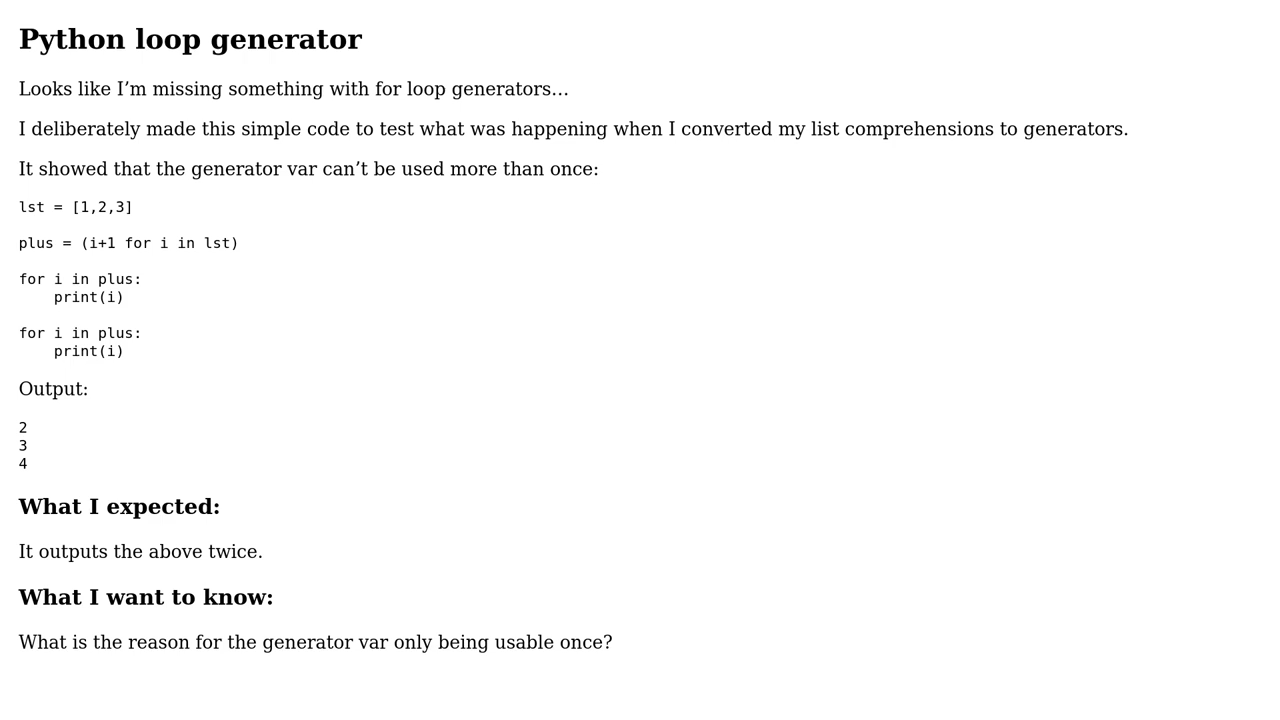 Python loop generator
Looks like I’m missing something with for loop generators…
I deliberately made this simple code to test what was happening when I converted my list comprehensions to generators.
It showed that the generator var can’t be used more than once:
lst = [1,2,3]
plus = (i+1 for i in lst)
for i in plus:
    print(i)
for i in plus:
    print(i)
Output:
2
3
4
What I expected:
It outputs the above twice.
What I want to know:
What is the reason for the generator var only being usable once?